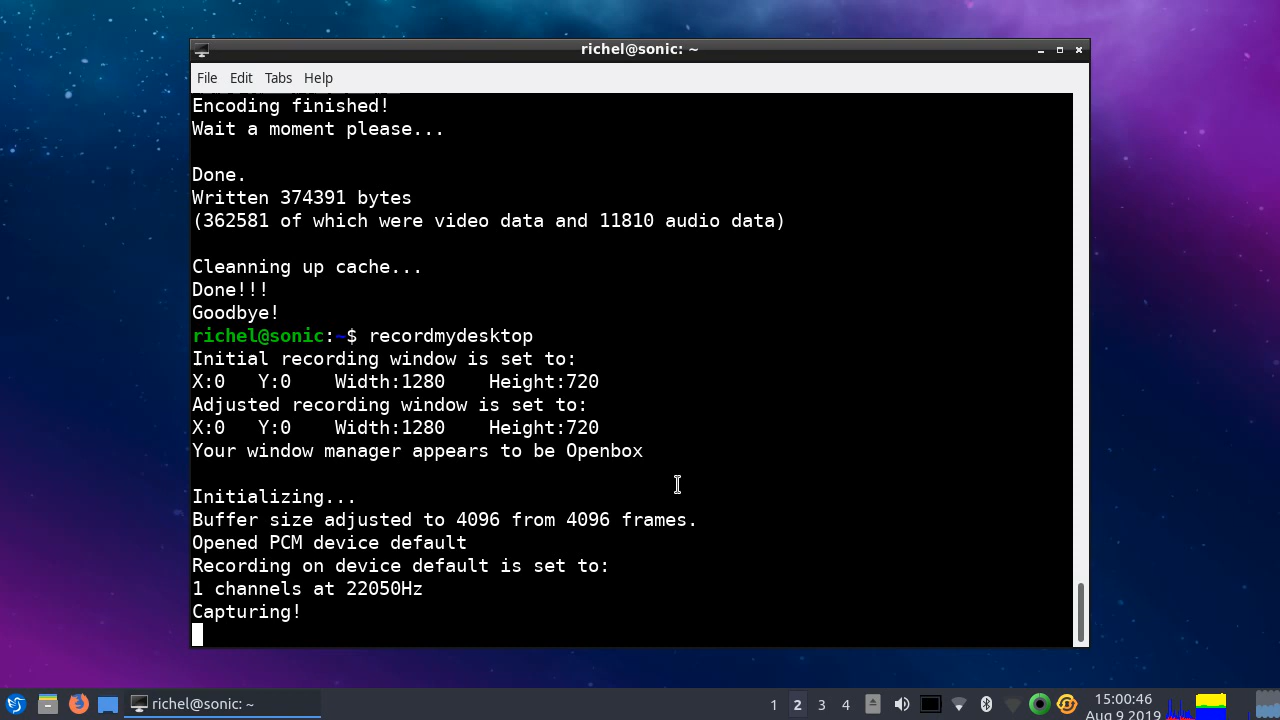 richel@sonic: ~
File Edit Tabs Help
Encoding finished!
Wait a moment please...
Done.
Written 374391 bytes
(362581 of which were video data and 11810 audio data)
Cleanning up cache...
Done!!!
Goodbye!
richel@sonic:~$ recordmydesktop
Initial recording window is set to:
X:0 Y:0 Width:1280 Height:720
Adjusted recording window is set to:
X:0 Y:0 Width:1280 Height:720
Your window manager appears to be Openbox
Initializing...
Buffer size adjusted to 4096 from 4096 frames.
Opened PCM device default
Recording on device default is set to:
1 channels at 22050Hz
Capturing!
richel@sonic: ~
1 2 3 4
15:00:46
Aug 9 2019